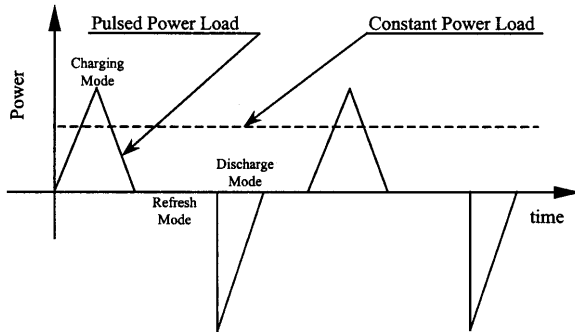 Pulsed Power Load
Constant Power Load
Charging
Mode
Power
Discharge
Mode
Refresh
Mode
time